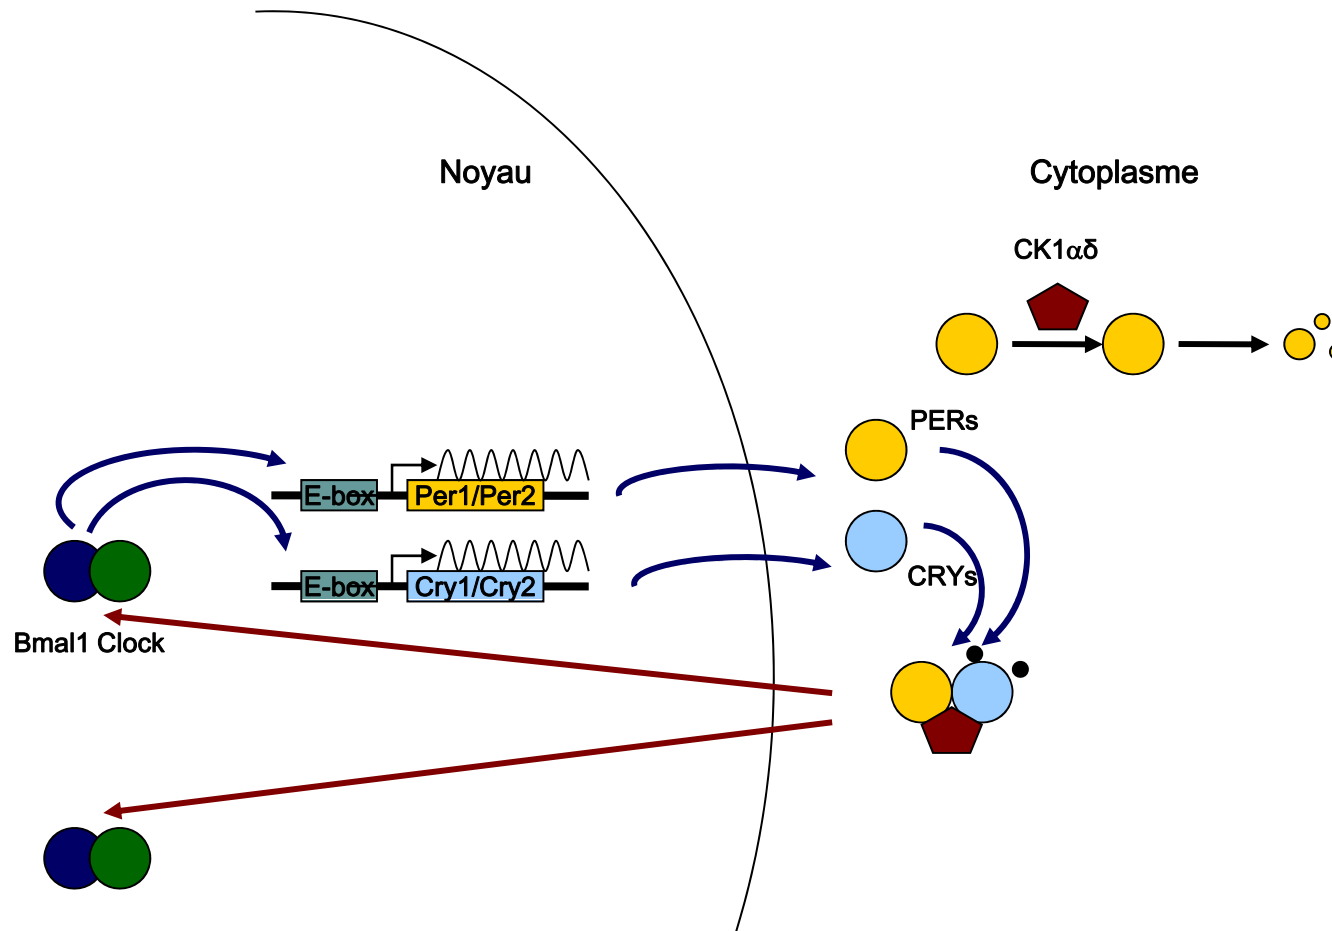 Noyau
Cytoplasme
CK1αδ
PERs
E-box
Per1/Per2
CRYs
E-box
Cry1/Cry2
Bmal1 Clock